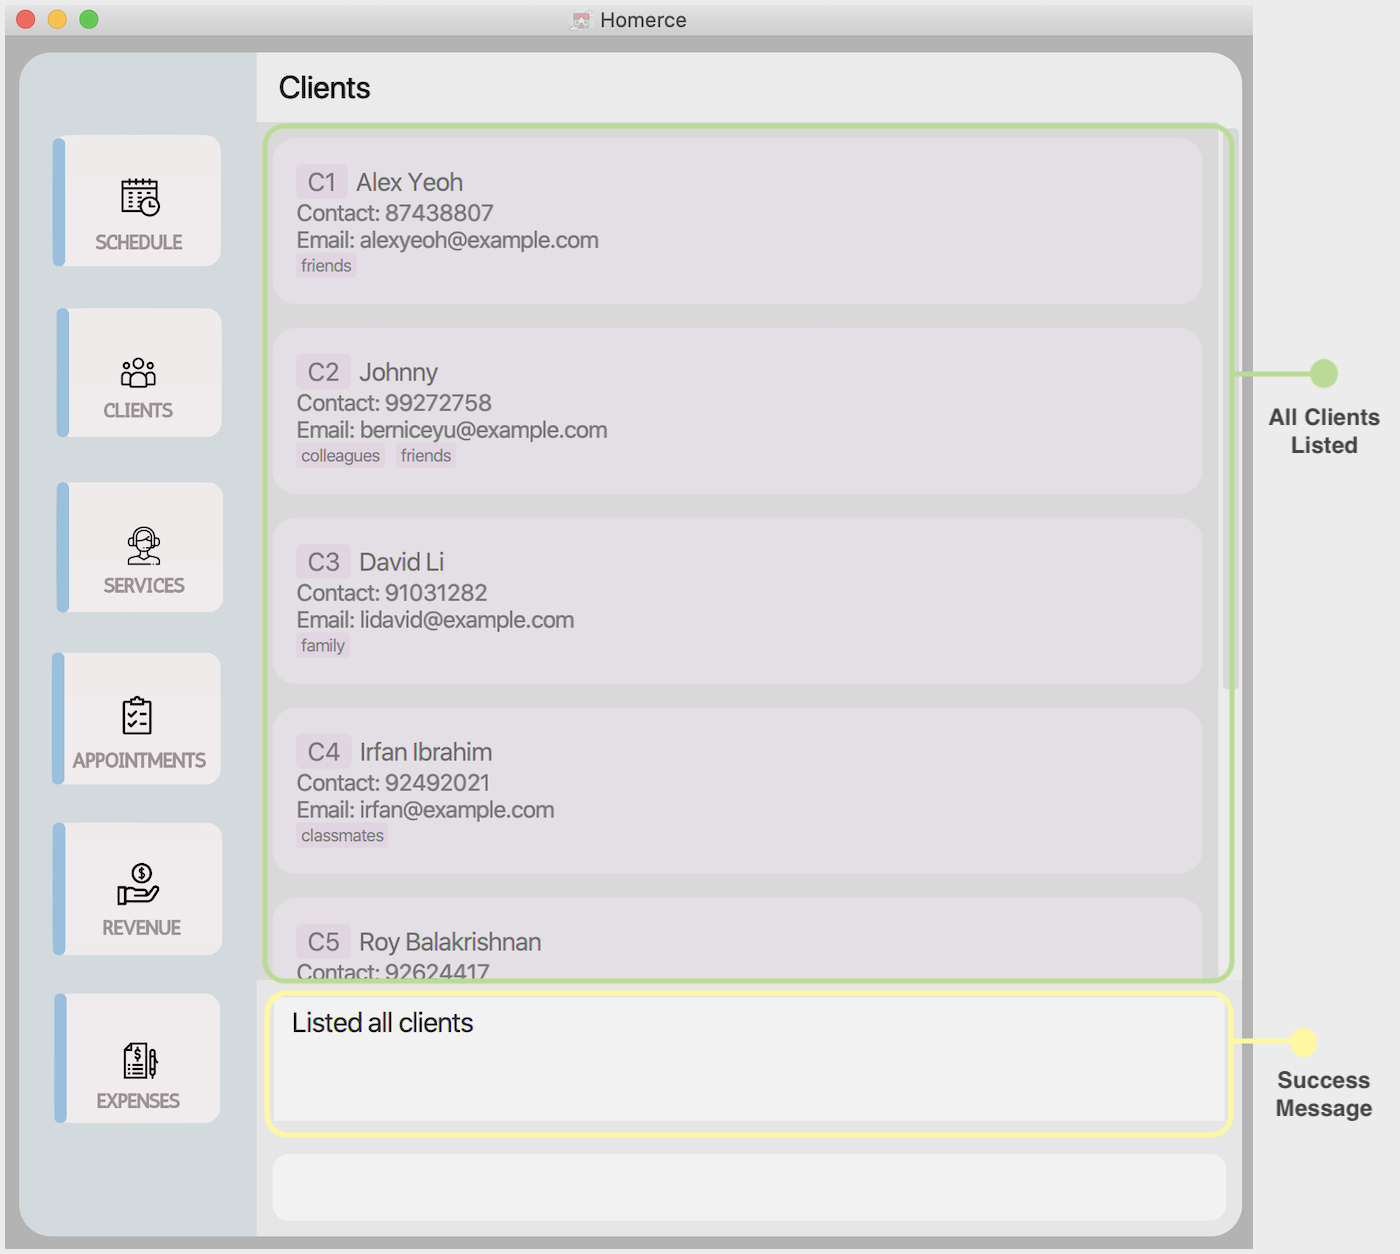 Homerce
Clients
SCHEDULE
CLIENTS
SERVICES
APPOINTMENTS
REVENUE
EXPENSES
C1 Alex Yeoh
Contact: 87438807
Email: alexyeoh@example.com
friends
C2 Johnny
Contact: 99272758
Email: berniceyu@example.com
colleagues friends
C3 David Li
Contact: 91031282
Email: lidavid@example.com
family
C4 Irfan Ibrahim
Contact: 92492021
Email: irfan@example.com
classmates
C5 Roy Balakrishnan
Contact: 92624417
Listed all clients
All Clients
Listed
Success
Message